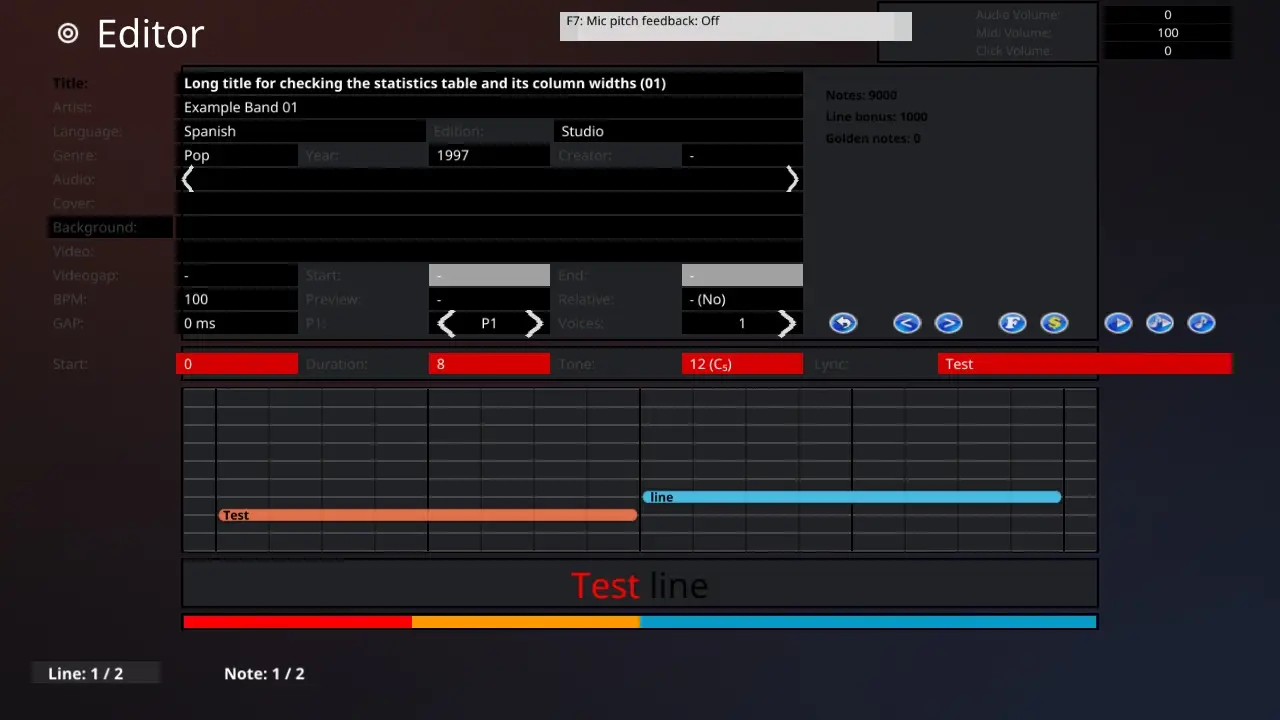 Editor
F7: Mic pitch feedback: Off
Audio Volume: 0
Midi Volume: 100
Click Volume: 0
Title: Long title for checking the statistics table and its column widths (01)
Artist: Example Band 01
Language: Spanish Edition: Studio
Genre: Pop Year: 1997 Creator: -
Audio:
Cover:
Background:
Video:
Videogap: - Start: - End: -
BPM: 100 Preview: - Relative: - (No)
GAP: 0 ms P1: P1 Voices: 1
Notes: 9000
Line bonus: 1000
Golden notes: 0
F $
Start: 0 Duration: 8 Tone: 12 (C₅) Lyric: Test
line
Test
Test line
Line: 1 / 2 Note: 1 / 2